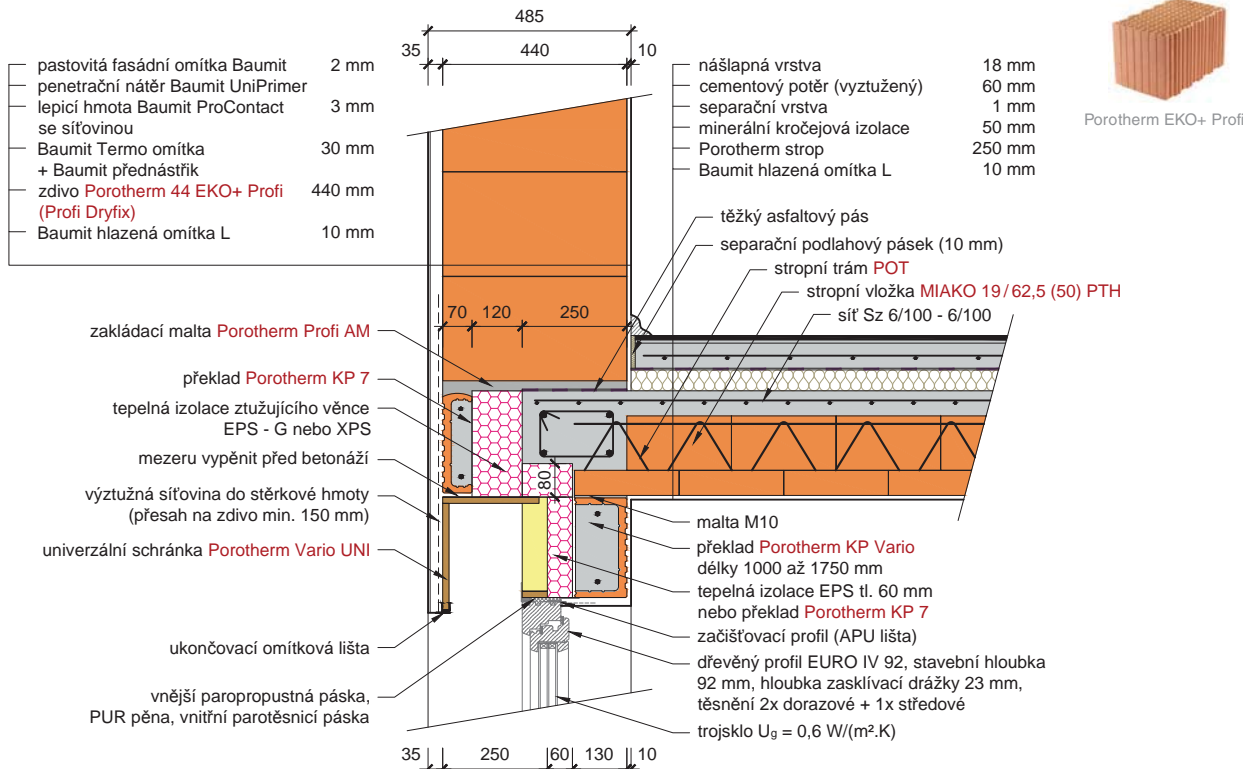 485
35
440
10
pastovitá fasádní omítka Baumit 2 mm
penetrační nátěr Baumit UniPrimer
lepicí hmota Baumit ProContact 3 mm
se síťovinou
Baumit Termo omítka 30 mm
+ Baumit přednástřik
zdivo Porotherm 44 EKO+ Profi 440 mm
(Profi Dryfix)
Baumit hlazená omítka L 10 mm
nášlapná vrstva 18 mm
cementový potěr (vyztužený) 60 mm
separační vrstva 1 mm
minerální kročejová izolace 50 mm
Porotherm strop 250 mm
Baumit hlazená omítka L 10 mm
Porotherm EKO+ Profi
těžký asfaltový pás
separační podlahový pásek (10 mm)
stropní trám POT
stropní vložka MIAKO 19/62,5 (50) PTH
síť Sz 6/100 - 6/100
70
120
250
zakládací malta Porotherm Profi AM
překlad Porotherm KP 7
tepelná izolace ztužujícího věnce
EPS - G nebo XPS
mezeru vypěnit před betonáží
výztužná síťovina do stěrkové hmoty
(přesah na zdivo min. 150 mm)
univerzální schránka Porotherm Vario UNI
ukončovací omítková lišta
vnější paropropustná páska,
PUR pěna, vnitřní parotěsnicí páska
80
malta M10
překlad Porotherm KP Vario
délky 1000 až 1750 mm
tepelná izolace EPS tl. 60 mm
nebo překlad Porotherm KP 7
začišťovací profil (APU lišta)
dřevěný profil EURO IV 92, stavební hloubka
92 mm, hloubka zasklívací drážky 23 mm,
těsnění 2x dorazové + 1x středové
trojsklo Ug = 0,6 W/(m².K)
35
250
60
130
10